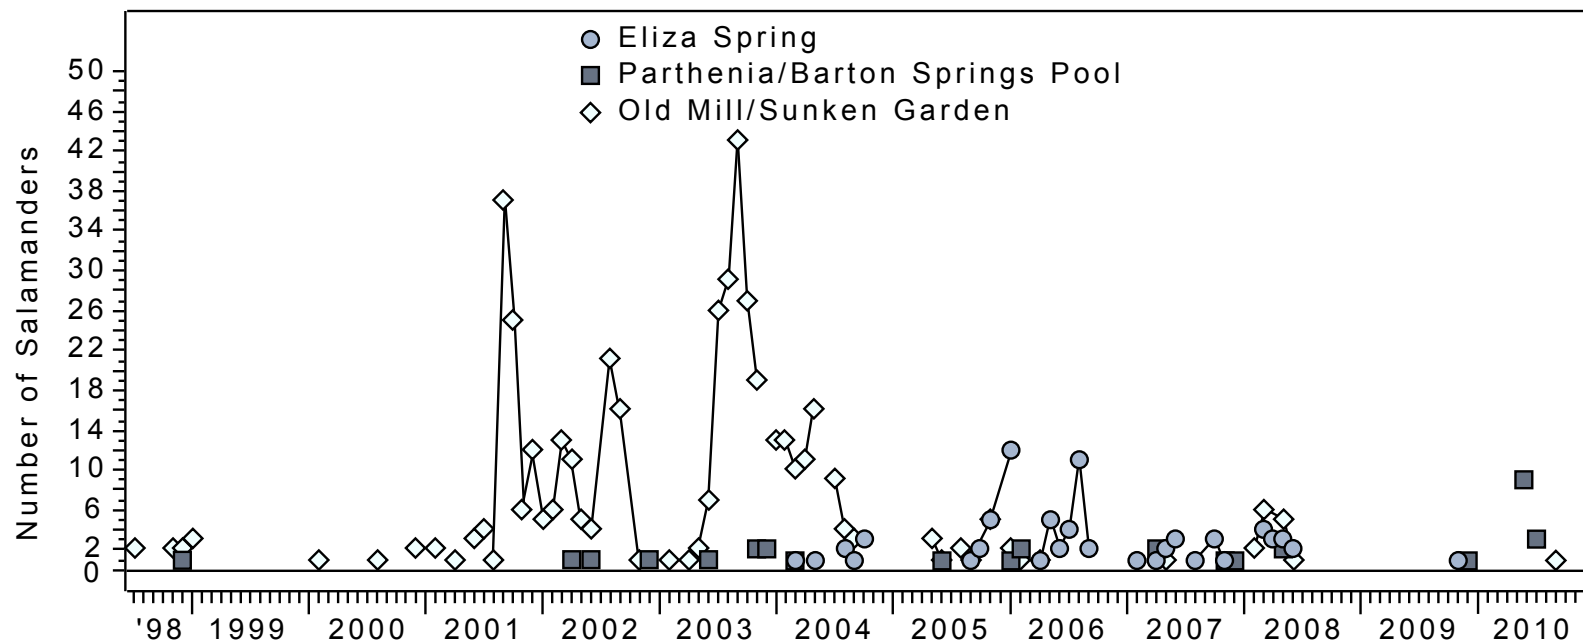 Eliza Spring
Parthenia/Barton Springs Pool
Old Mill/Sunken Garden
Number of Salamanders
50
46
42
38
34
30
26
22
18
14
10
6
2
0
'98 1999 2000 2001 2002 2003 2004 2005 2006 2007 2008 2009 2010